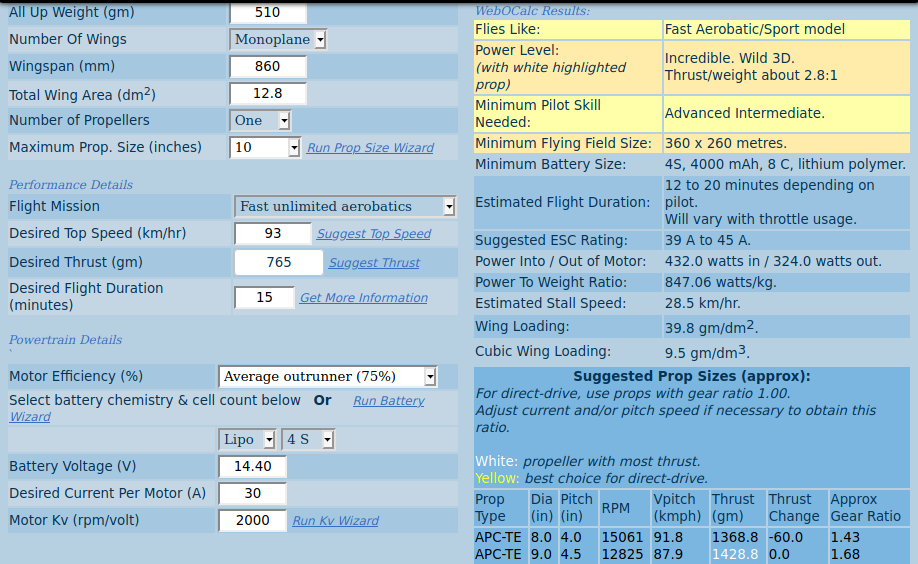 All Up Weight (gm) 510
Number Of Wings Monoplane
Wingspan (mm) 860
Total Wing Area (dm2) 12.8
Number of Propellers One
Maximum Prop. Size (inches) 10 Run Prop Size Wizard
Performance Details
Flight Mission Fast unlimited aerobatics
Desired Top Speed (km/hr) 93 Suggest Top Speed
Desired Thrust (gm) 765 Suggest Thrust
Desired Flight Duration
(minutes) 15 Get More Information
Powertrain Details
`
Motor Efficiency (%) Average outrunner (75%)
Select battery chemistry & cell count below Or Run Battery
Wizard
Lipo 4 S
Battery Voltage (V) 14.40
Desired Current Per Motor (A) 30
Motor Kv (rpm/volt) 2000 Run Kv Wizard
WebOCalc Results:
Flies Like: Fast Aerobatic/Sport model
Power Level:
(with white highlighted
prop)
Incredible. Wild 3D.
Thrust/weight about 2.8:1
Minimum Pilot Skill
Needed:
Advanced Intermediate.
Minimum Flying Field Size: 360 x 260 metres.
Minimum Battery Size: 4S, 4000 mAh, 8 C, lithium polymer.
Estimated Flight Duration:
12 to 20 minutes depending on
pilot.
Will vary with throttle usage.
Suggested ESC Rating: 39 A to 45 A.
Power Into / Out of Motor: 432.0 watts in / 324.0 watts out.
Power To Weight Ratio: 847.06 watts/kg.
Estimated Stall Speed: 28.5 km/hr.
Wing Loading: 39.8 gm/dm2.
Cubic Wing Loading: 9.5 gm/dm3.
Suggested Prop Sizes (approx):
For direct-drive, use props with gear ratio 1.00.
Adjust current and/or pitch speed if necessary to obtain this
ratio.
White: propeller with most thrust.
Yellow: best choice for direct-drive.
Prop Type Dia (in) Pitch (in) RPM Vpitch (kmph) Thrust (gm) Thrust Change Approx Gear Ratio
APC-TE 8.0 4.0 15061 91.8 1368.8 -60.0 1.43
APC-TE 9.0 4.5 12825 87.9 1428.8 0.0 1.68